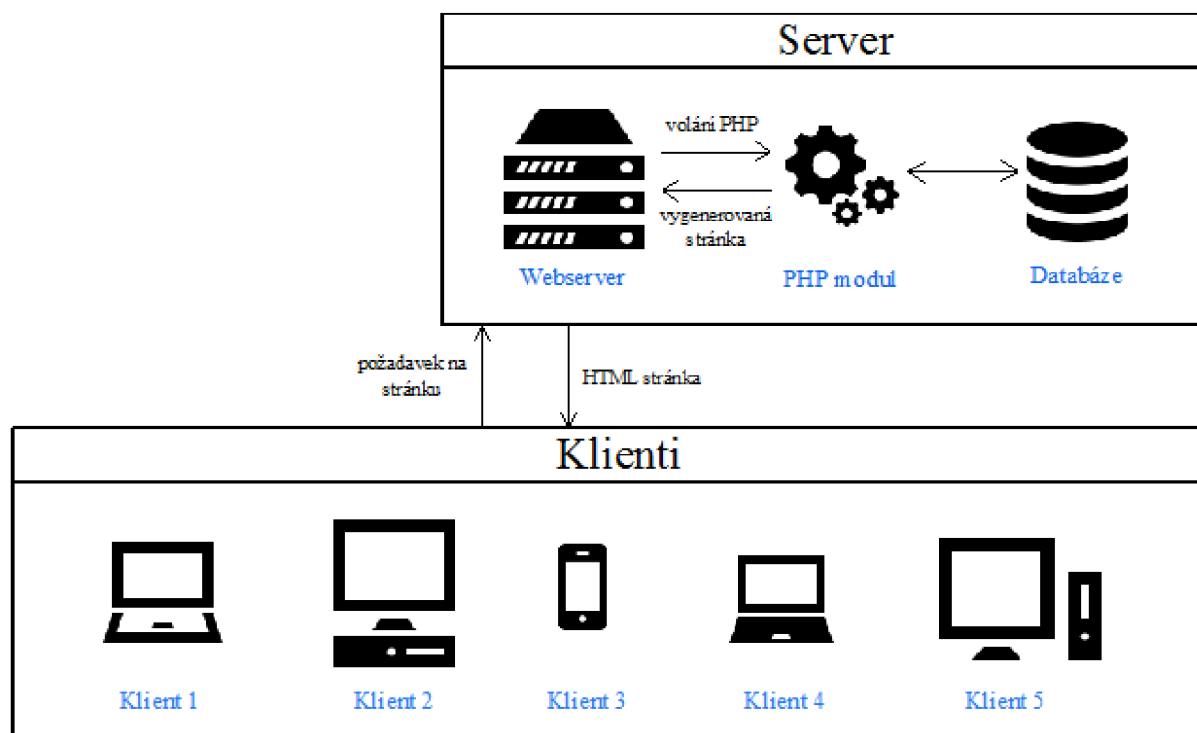 Server
volání PHP
vygenerovaná
stránka
Webserver
PHP modul
Databáze
požadavek na
stránku
HTML stránka
Klienti
Klient 1
Klient 2
Klient 3
Klient 4
Klient 5